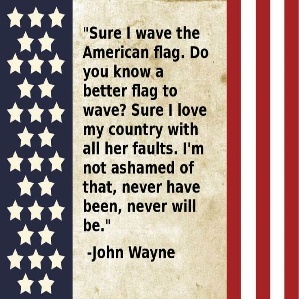 "Sure I wave the
American flag. Do
you know a
better flag to
wave? Sure I love
my country with
all her faults. I'm
not ashamed of
that, never have
been, never will
be."
-John Wayne